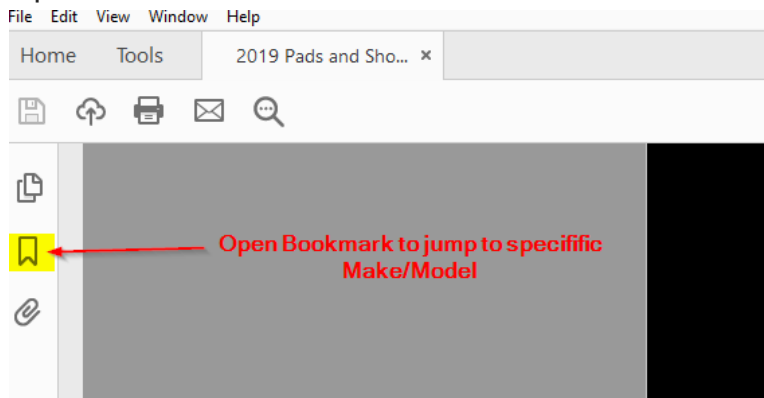 File Edit View Window Help
Home Tools 2019 Pads and Sho... ×
Open Bookmark to jump to specifific
Make/Model